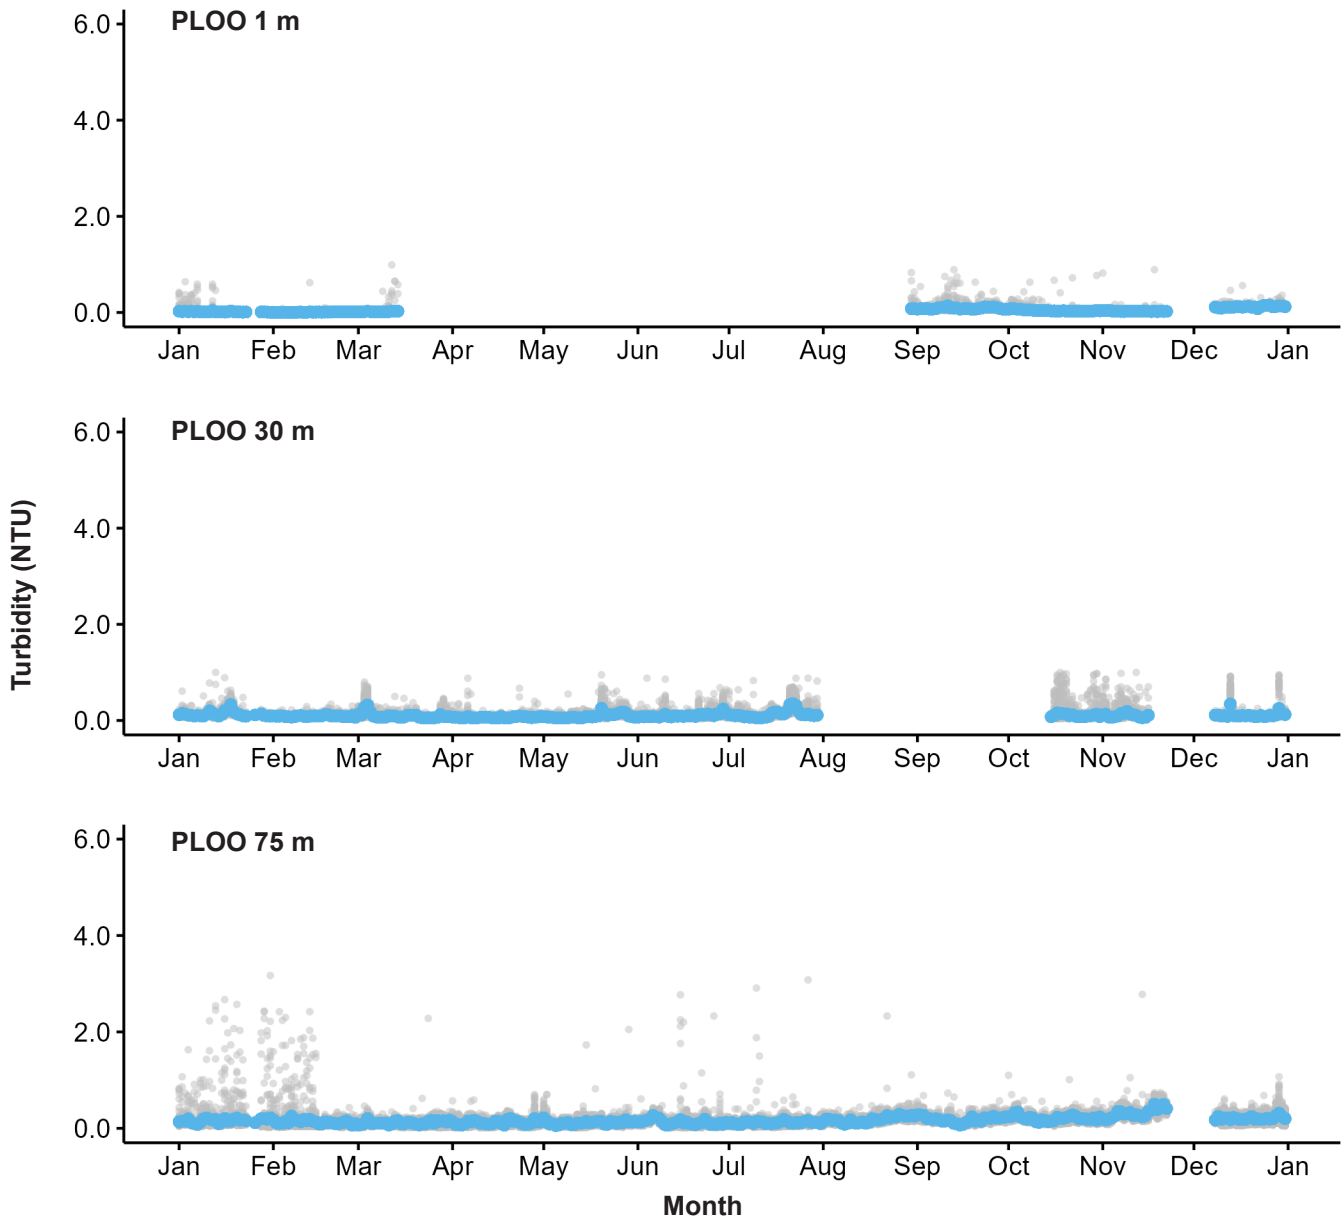 PLOO 1 m
6.0
4.0
2.0
0.0
Jan Feb Mar Apr May Jun Jul Aug Sep Oct Nov Dec Jan
PLOO 30 m
6.0
4.0
2.0
0.0
Jan Feb Mar Apr May Jun Jul Aug Sep Oct Nov Dec Jan
Turbidity (NTU)
PLOO 75 m
6.0
4.0
2.0
0.0
Jan Feb Mar Apr May Jun Jul Aug Sep Oct Nov Dec Jan
Month